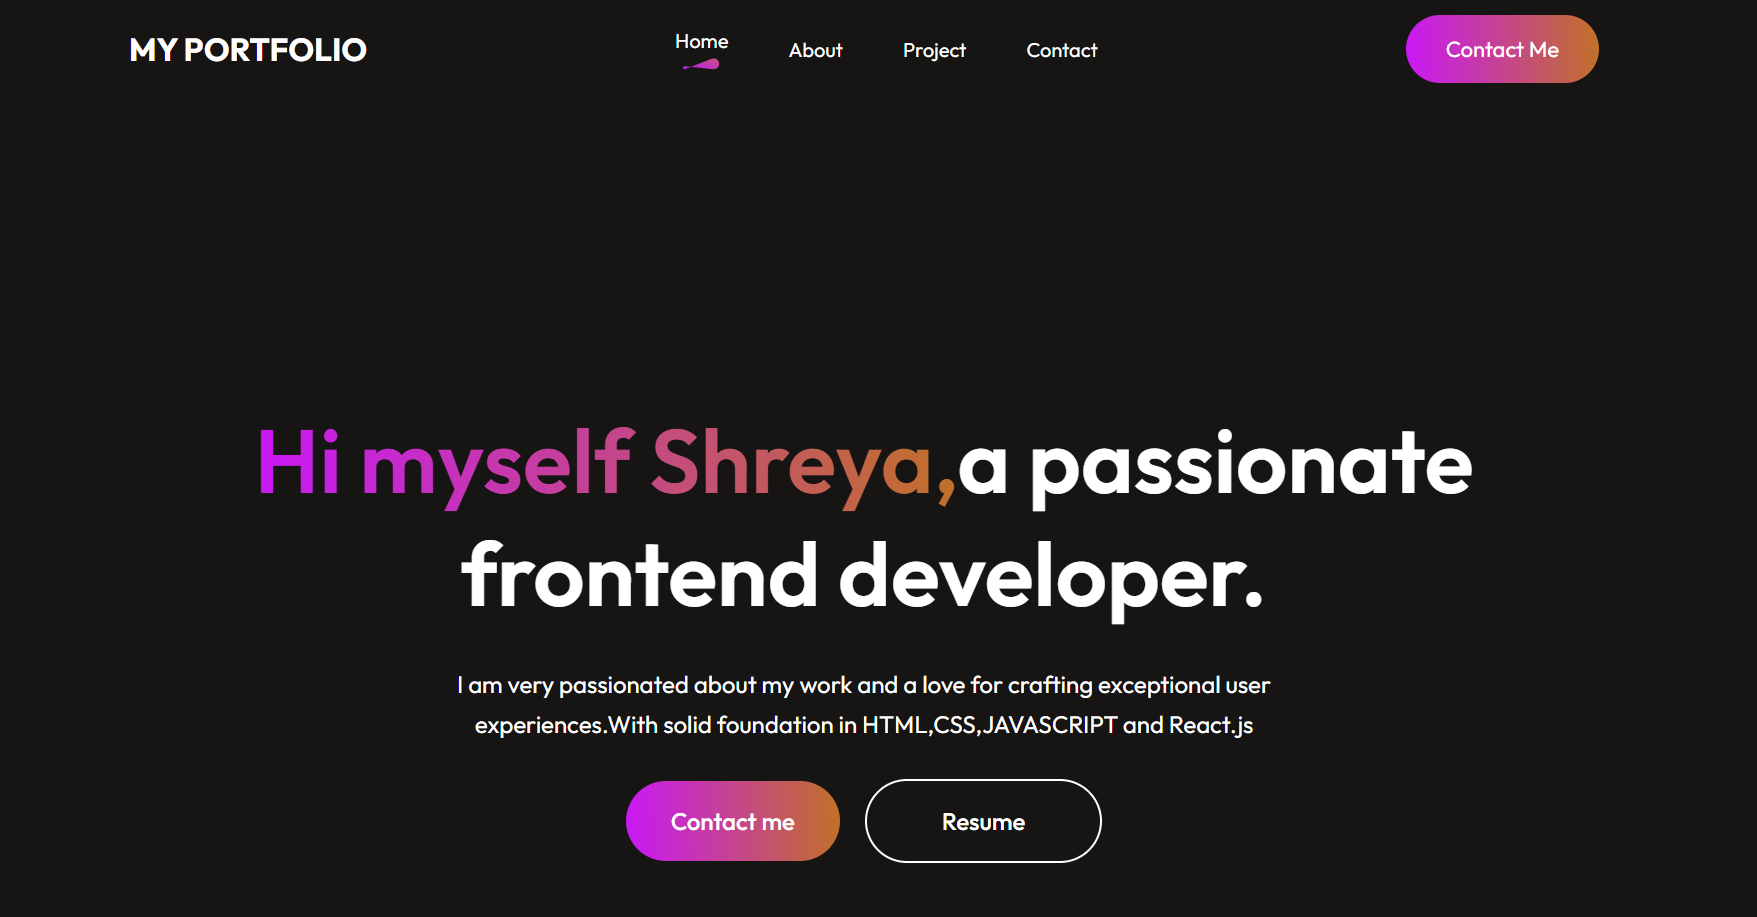 MY PORTFOLIO
Home
About
Project
Contact
Contact Me
Hi myself Shreya,a passionate
frontend developer.
I am very passionated about my work and a love for crafting exceptional user
experiences.With solid foundation in HTML,CSS,JAVASCRIPT and React.js
Contact me
Resume